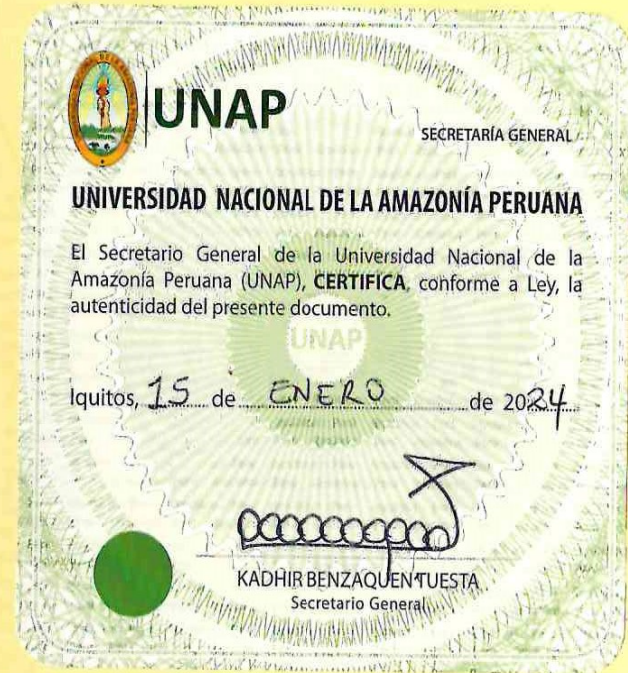 UNAP
SECRETARÍA GENERAL
UNIVERSIDAD NACIONAL DE LA AMAZONÍA PERUANA
El Secretario General de la Universidad Nacional de la
Amazonía Peruana (UNAP), CERTIFICA, conforme a Ley, la
autenticidad del presente documento.
UNAP
Iquitos, 15 de ENERO de 2024
KADHIR BENZAQUEN TUESTA
Secretario General